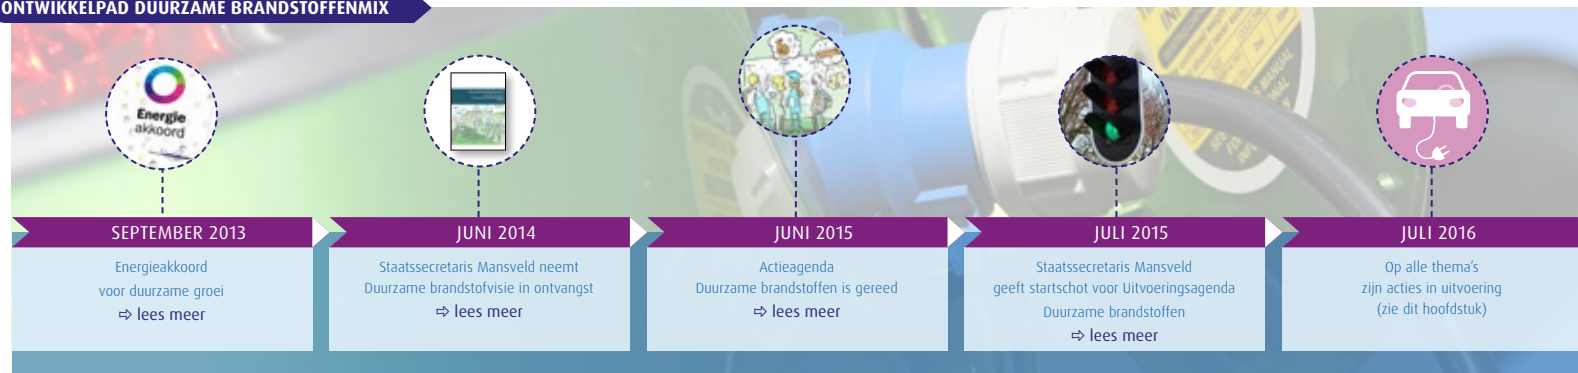 ONTWIKKELPAD DUURZAME BRANDSTOFFENMIX
Energie
akkoord
SEPTEMBER 2013
Energieakkoord
voor duurzame groei
⇨ lees meer
JUNI 2014
Staatssecretaris Mansveld neemt
Duurzame brandstofvisie in ontvangst
⇨ lees meer
JUNI 2015
Actieagenda
Duurzame brandstoffen is gereed
⇨ lees meer
JULI 2015
Staatssecretaris Mansveld
geeft startschot voor Uitvoeringsagenda
Duurzame brandstoffen
⇨ lees meer
JULI 2016
Op alle thema's
zijn acties in uitvoering
(zie dit hoofdstuk)